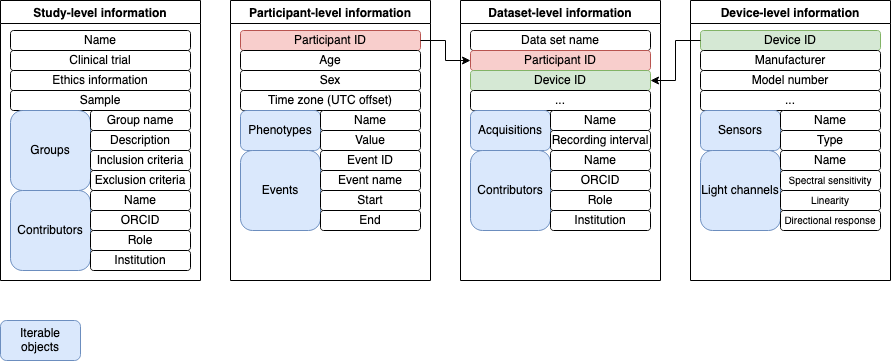 Study-level information
Name
Clinical trial
Ethics information
Sample
Groups
Group name
Description
Inclusion criteria
Exclusion criteria
Contributors
Name
ORCID
Role
Institution
Participant-level information
Participant ID
Age
Sex
Time zone (UTC offset)
Phenotypes
Name
Value
Events
Event ID
Event name
Start
End
Dataset-level information
Data set name
Participant ID
Device ID
...
Acquisitions
Name
Recording interval
Contributors
Name
ORCID
Role
Institution
Device-level information
Device ID
Manufacturer
Model number
...
Sensors
Name
Type
Light channels
Name
Spectral sensitivity
Linearity
Directional response
Iterable
objects